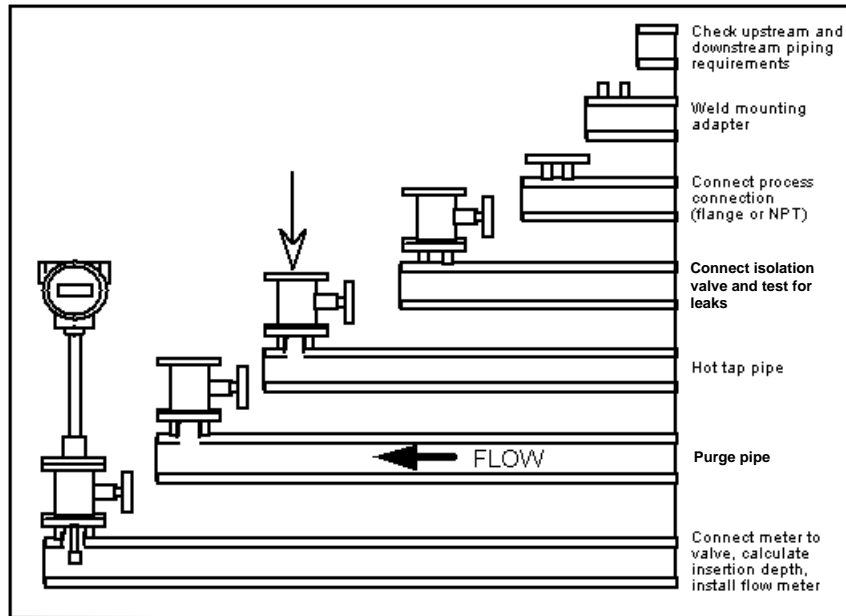 Check upstream and
downstream piping
requirements
Weld mounting
adapter
Connect process
connection
(flange or NPT)
Connect isolation
valve and test for
leaks
Hot tap pipe
FLOW
Purge pipe
Connect meter to
valve, calculate
insertion depth,
install flow meter